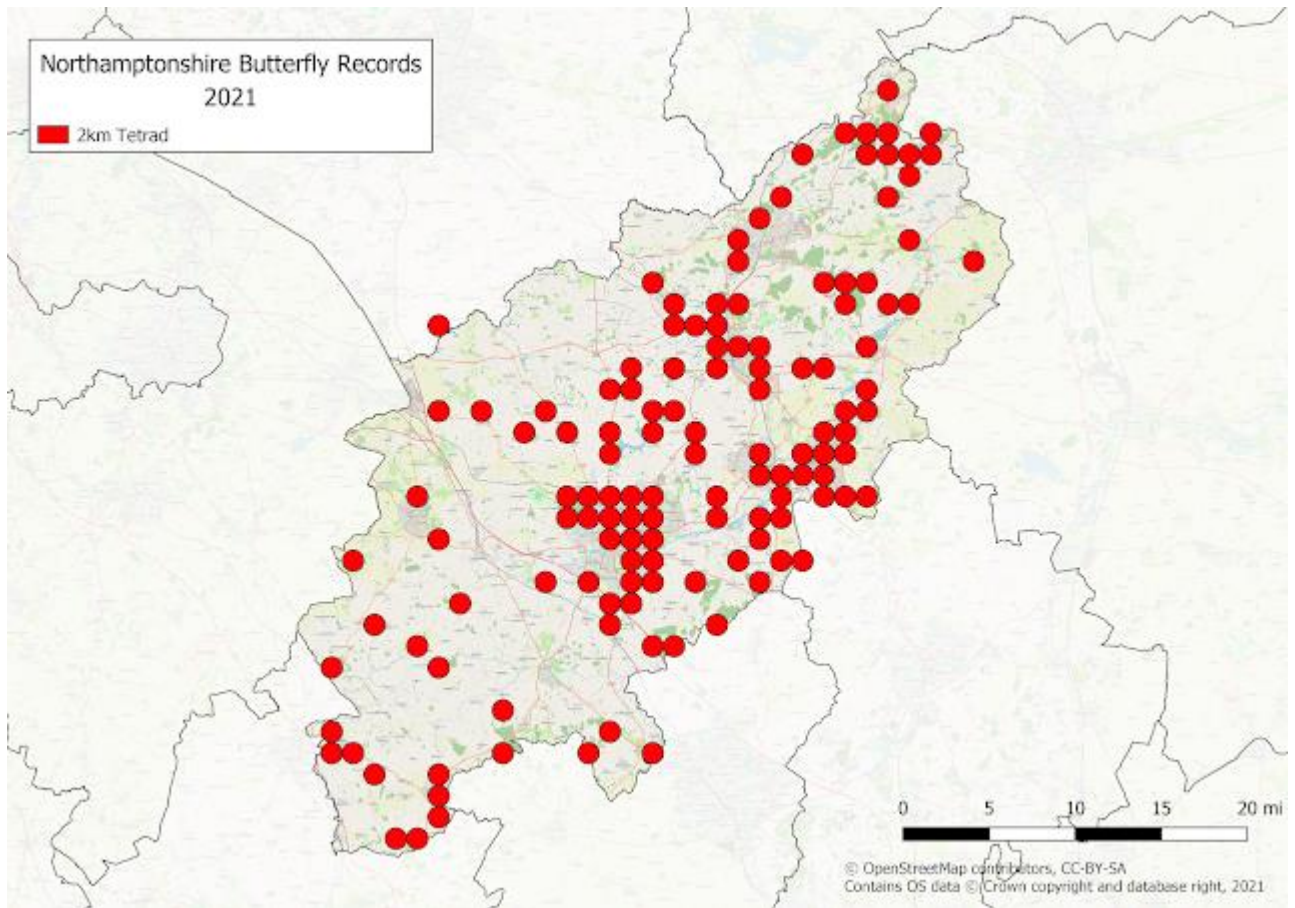 Northamptonshire Butterfly Records
2021
2km Tetrad
0 5 10 15 20 mi
© OpenStreetMap contributors, CC-BY-SA
Contains OS data © Crown copyright and database right, 2021